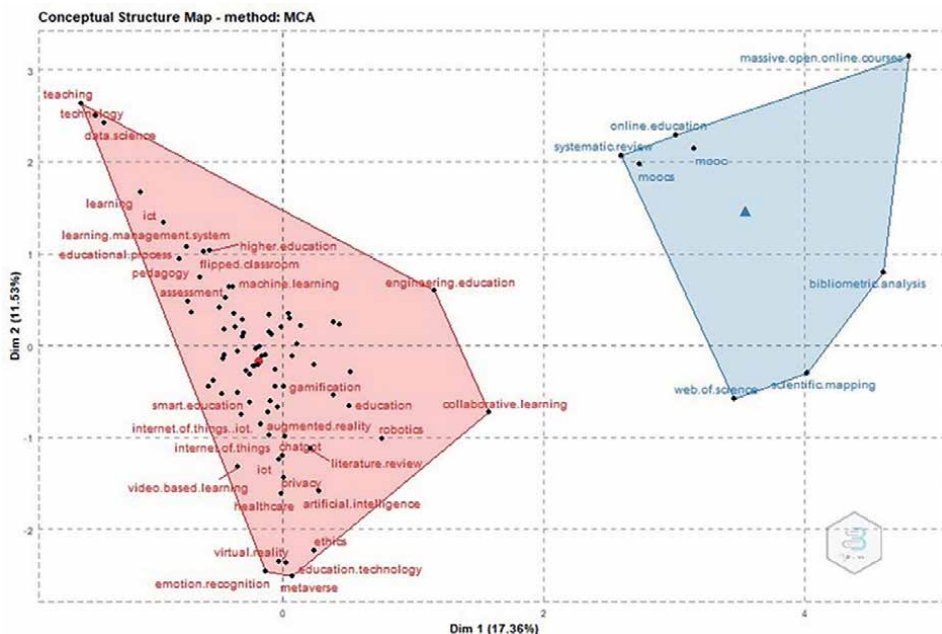 Conceptual Structure Map - method: MCA
3
massive.open.online.courses
teaching
technology
data.science
online.education
2
systematic.review
mooc
moocs
learning
ict
learning.management.system
higher.education
1
educational.process
flipped.classroom
pedagogy
machine.learning
engineering.education
bibliometric.analysis
assessment
Dim 2 (11.53%)
0
gamification
scientific.mapping
web.of.science
smart.education
education
collaborative.learning
internet.of.things..iot.
augmented.reality
robotics
-1
internet.of.things
chatgpt
iot
literature.review
video.based.learning
privacy
healthcare
artificial.intelligence
-2
ethics
virtual.reality
education.technology
emotion.recognition
metaverse
0
2
4
Dim 1 (17.36%)